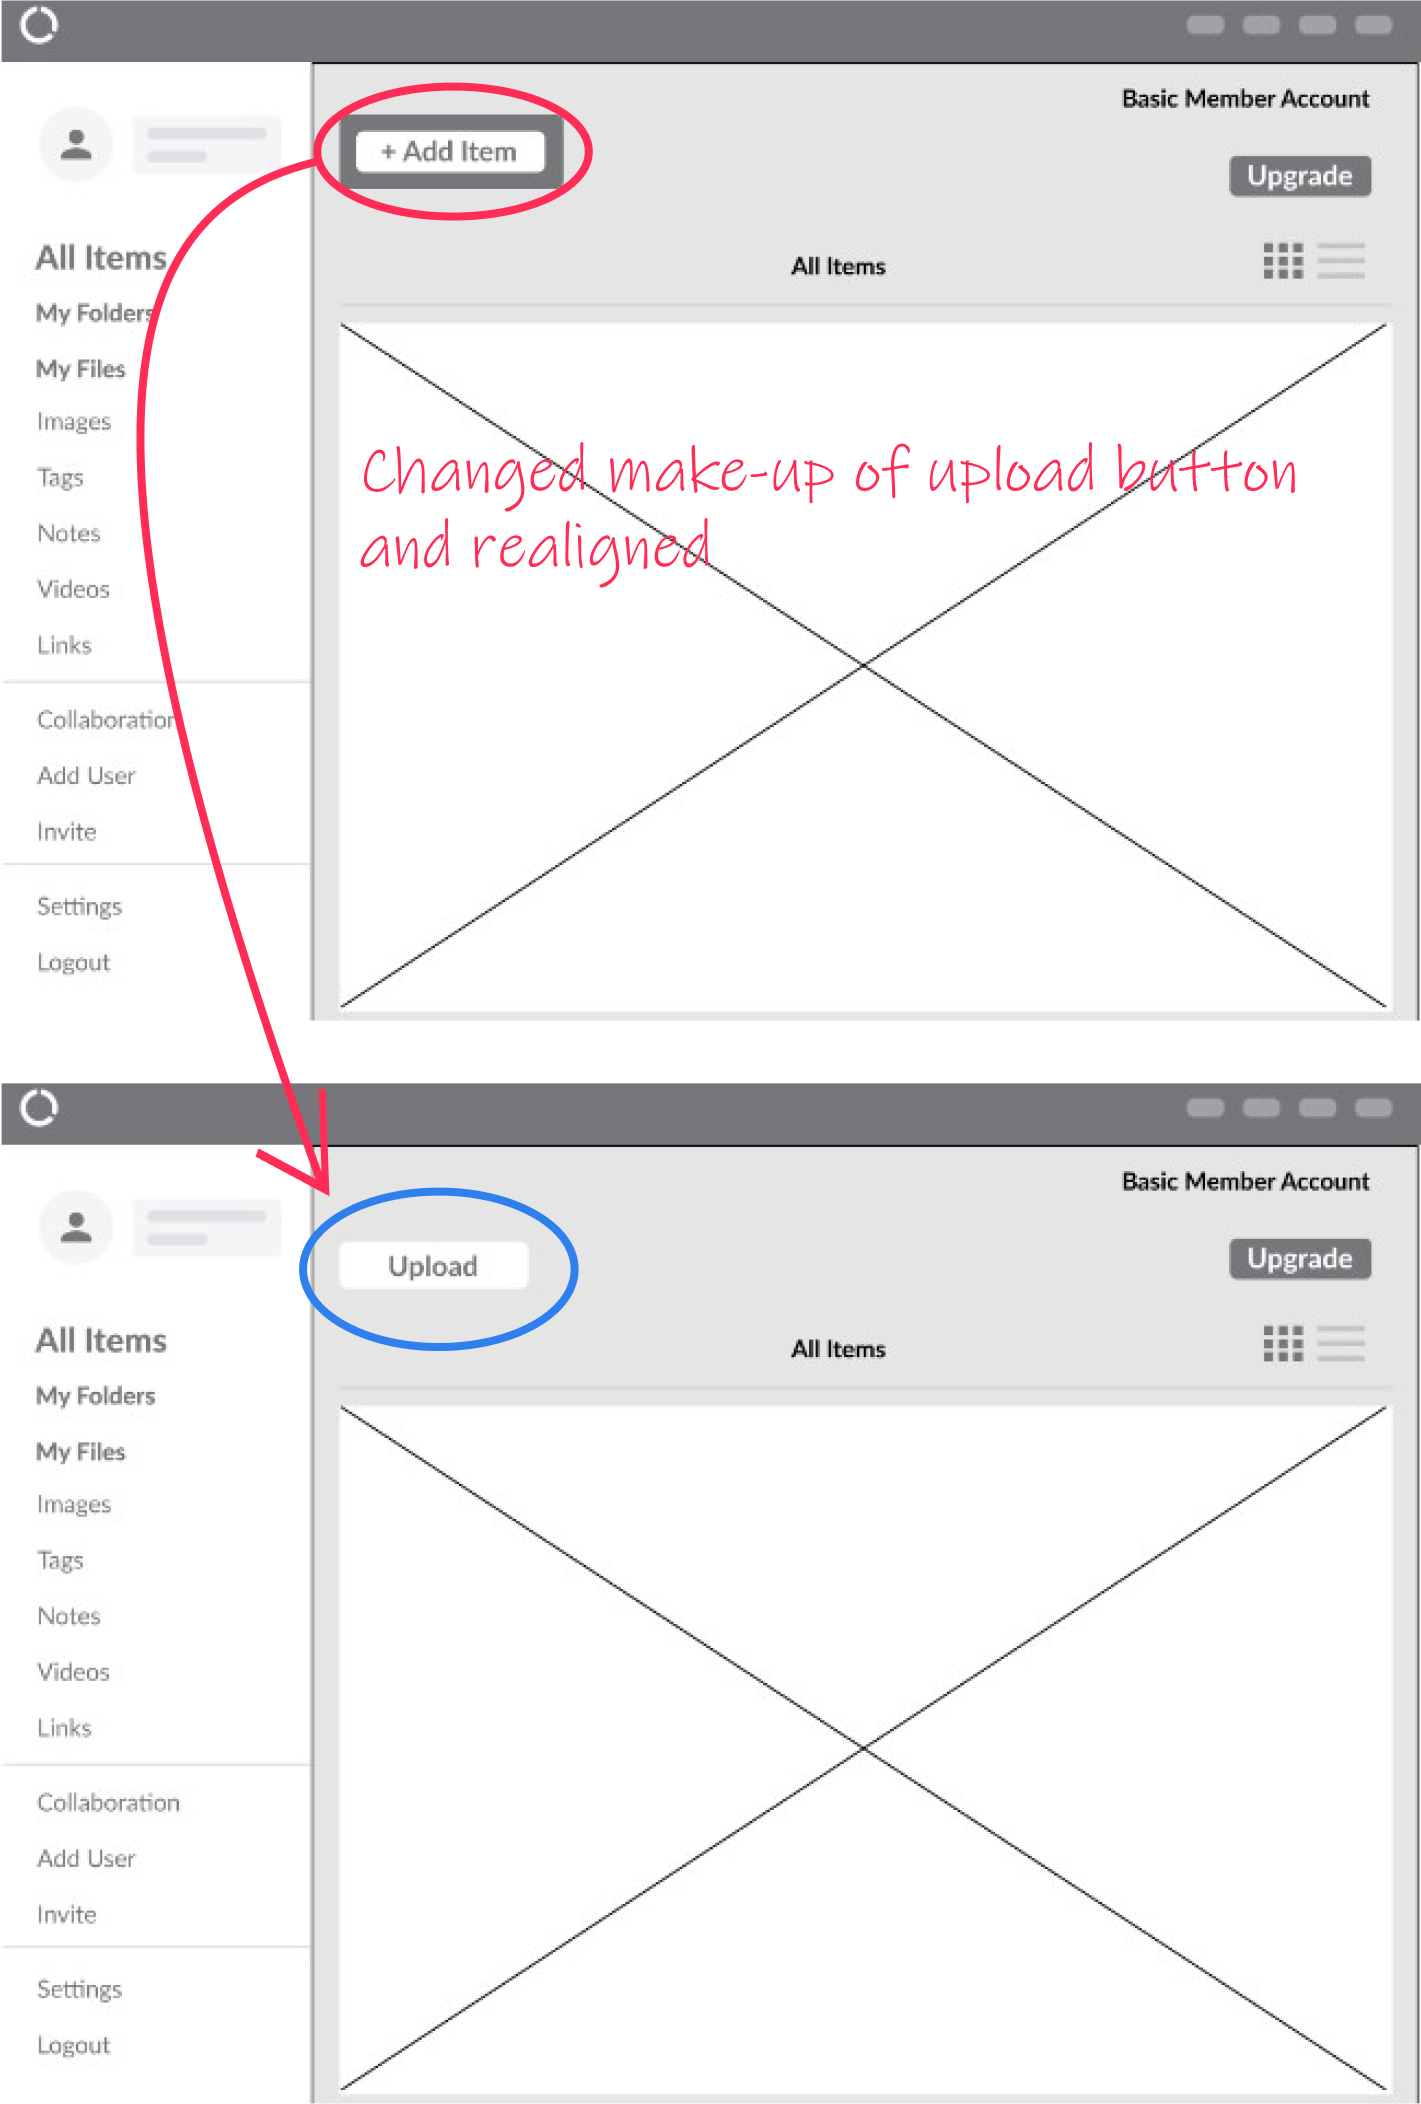 Basic Member Account
+ Add Item
Upgrade
All Items
All Items
My Folders
My Files
Images
Tags
Notes
Videos
Links
Collaboration
Add User
Invite
Settings
Logout
Changed make-up of upload button
and realigned
Basic Member Account
Upload
Upgrade
All Items
All Items
My Folders
My Files
Images
Tags
Notes
Videos
Links
Collaboration
Add User
Invite
Settings
Logout